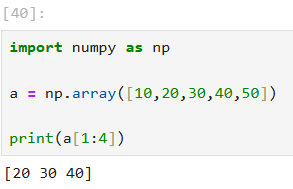 [40]:
import numpy as np
a = np.array([10,20,30,40,50])
print(a[1:4])
[20 30 40]